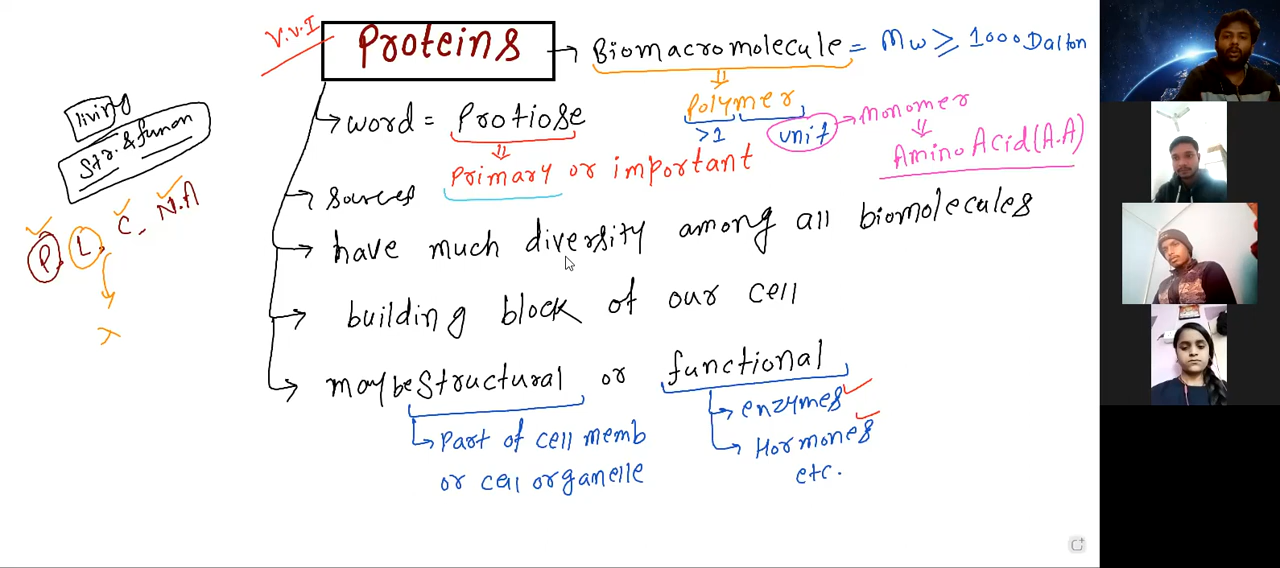 V.V.I
Proteins → Biomacromolecule = Mw ≥ 1000 Dalton
Polymer
>1 unit → monomer
Amino Acid (A.A)
living
Str. & funcn
P. L. C_ N.A
word = Protiose
Primary or important
sources
have much diversity among all biomolecules
building block of our cell
maybe Structural or functional
Part of cell memb
or cell organelle
enzymes
Hormones
etc.